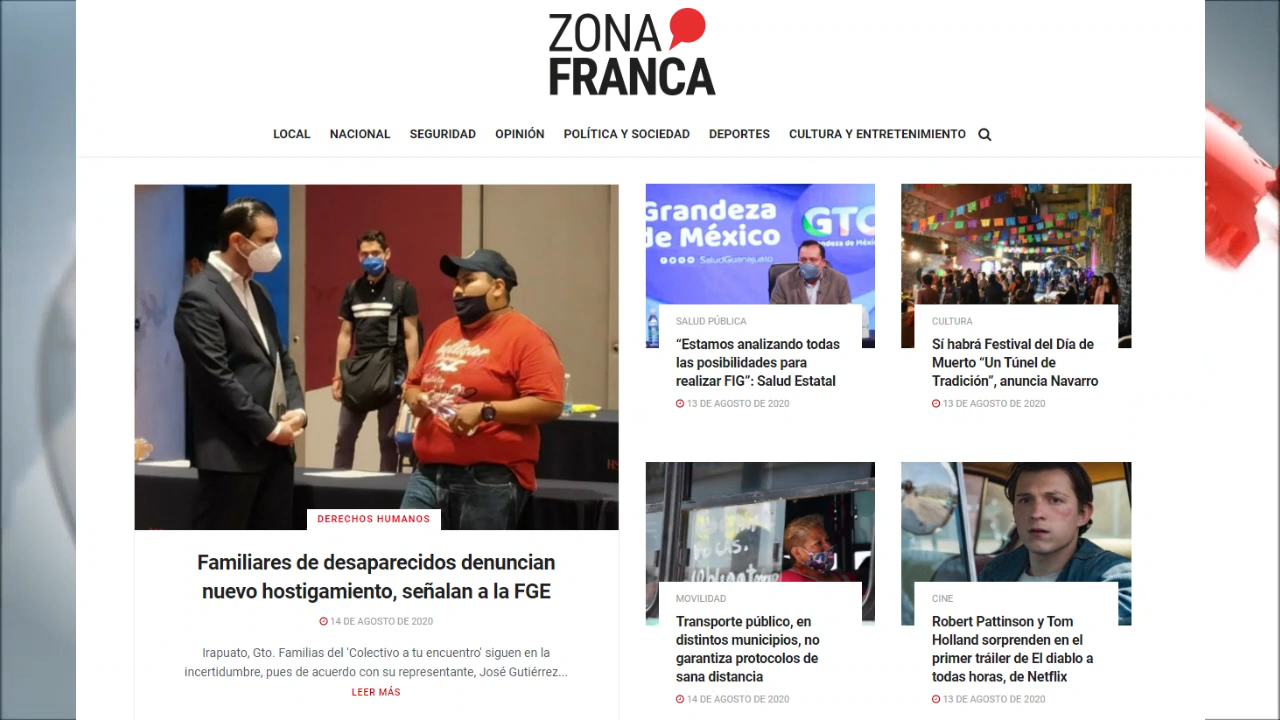 ZONA
FRANCA
LOCAL NACIONAL SEGURIDAD OPINIÓN POLÍTICA Y SOCIEDAD DEPORTES CULTURA Y ENTRETENIMIENTO
DERECHOS HUMANOS
Familiares de desaparecidos denuncian
nuevo hostigamiento, señalan a la FGE
14 DE AGOSTO DE 2020
Irapuato, Gto. Familias del 'Colectivo a tu encuentro' siguen en la
incertidumbre, pues de acuerdo con su representante, José Gutiérrez...
LEER MÁS
Grandeza
de México
SaludGuanajuato
GTO
SALUD PÚBLICA
“Estamos analizando todas
las posibilidades para
realizar FIG”: Salud Estatal
13 DE AGOSTO DE 2020
CULTURA
Sí habrá Festival del Día de
Muerto “Un Túnel de
Tradición”, anuncia Navarro
13 DE AGOSTO DE 2020
MOVILIDAD
Transporte público, en
distintos municipios, no
garantiza protocolos de
sana distancia
14 DE AGOSTO DE 2020
CINE
Robert Pattinson y Tom
Holland sorprenden en el
primer tráiler de El diablo a
todas horas, de Netflix
13 DE AGOSTO DE 2020